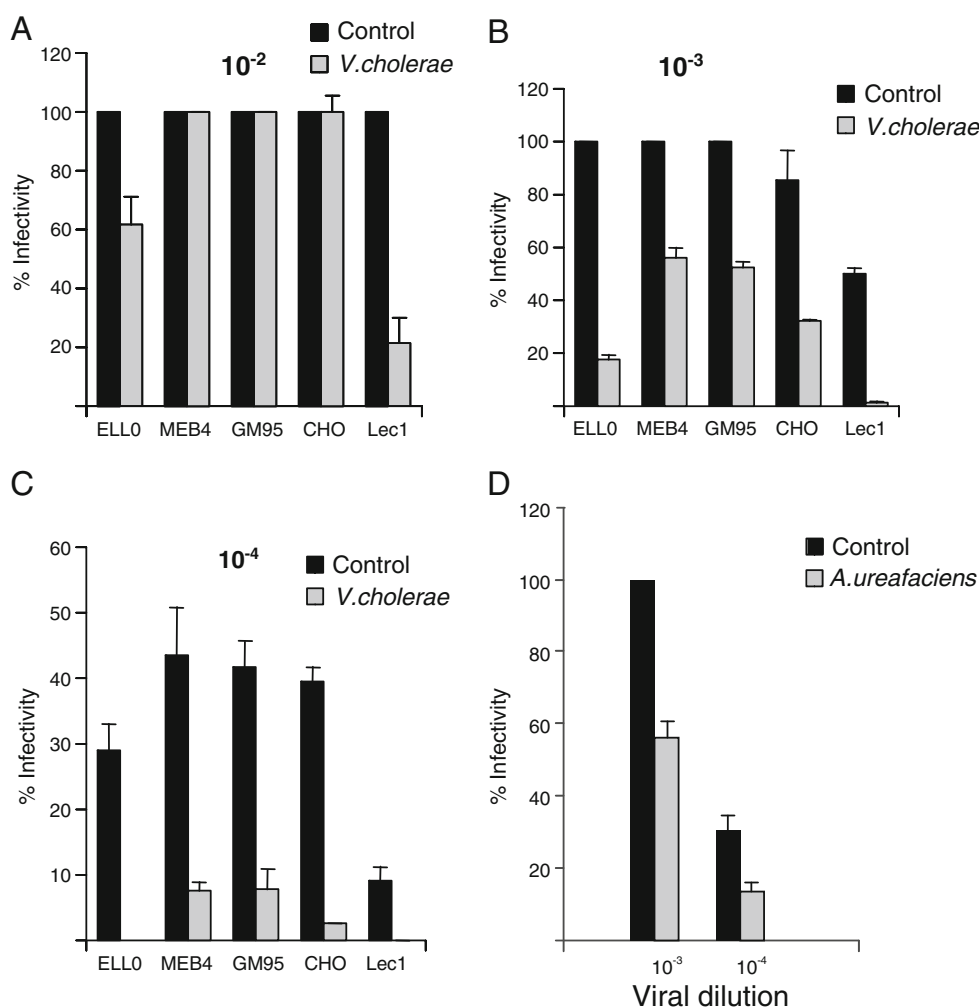 A
10-2
Control
V.cholerae
% Infectivity
120
100
80
60
40
20
ELL0 MEB4 GM95 CHO Lec1
B
10-3
Control
V.cholerae
% Infectivity
120
100
80
60
40
20
ELL0 MEB4 GM95 CHO Lec1
C
10-4
Control
V.cholerae
% Infectivity
60
50
40
30
20
10
ELL0 MEB4 GM95 CHO Lec1
D
Control
A.ureafaciens
% Infectivity
120
100
80
60
40
20
10-3 10-4
Viral dilution